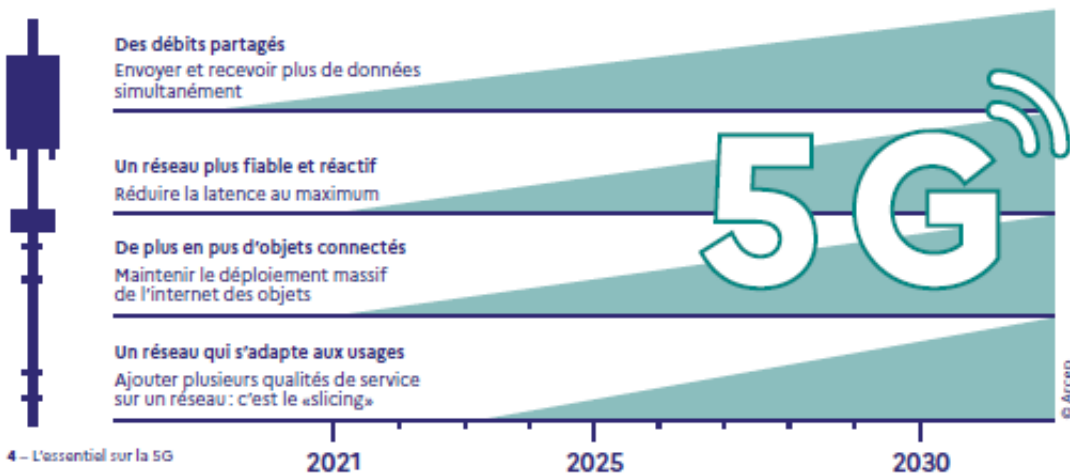 Des débits partagés
Envoyer et recevoir plus de données
simultanément
Un réseau plus fiable et réactif
Réduire la latence au maximum
De plus en pus d'objets connectés
Maintenir le déploiement massif
de l'internet des objets
Un réseau qui s'adapte aux usages
Ajouter plusieurs qualités de service
sur un réseau : c'est le «slicing»
5G
© Arcep
4 – L'essentiel sur la 5G
2021
2025
2030